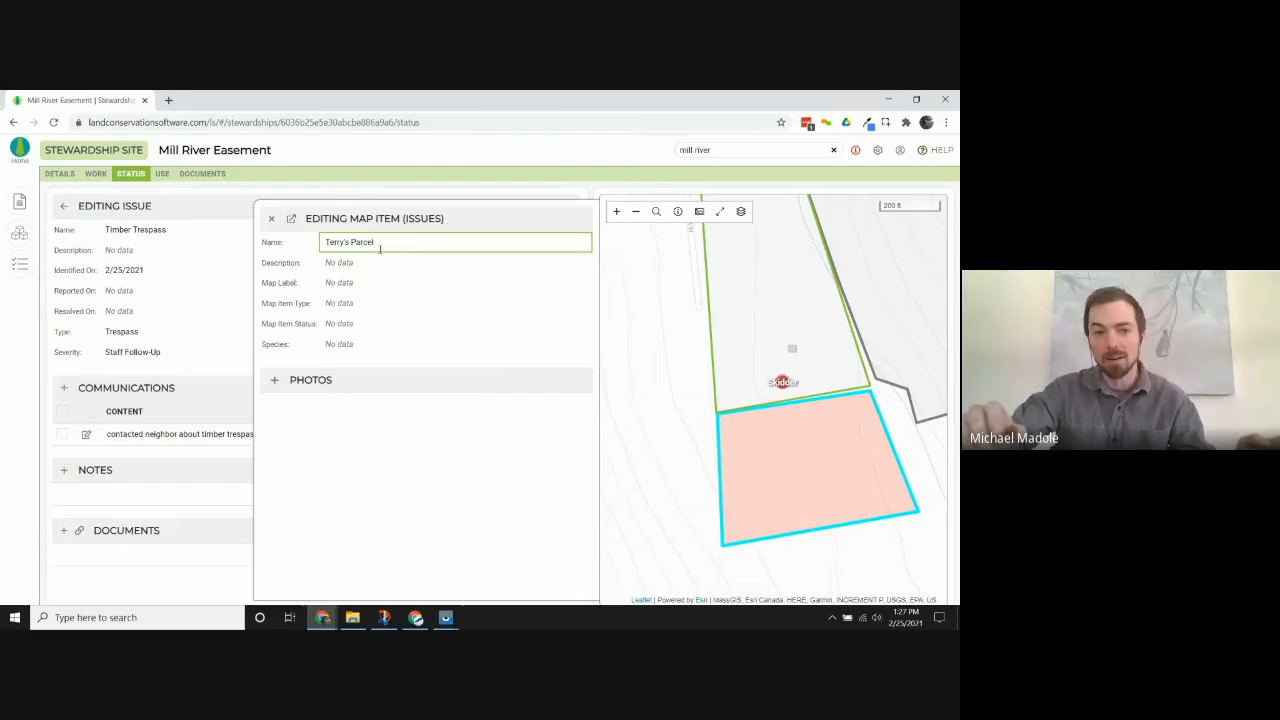 Mill River Easement | Stewardshi
landconservationsoftware.com/ls/#/stewardships/6036b25e5e30abcbe886a9a6/status
Home
STEWARDSHIP SITE
Mill River Easement
mill river
HELP
DETAILS
WORK
STATUS
USE
DOCUMENTS
EDITING ISSUE
Name: Timber Trespass
Description: No data
Identified On: 2/25/2021
Reported On: No data
Resolved On: No data
Type: Trespass
Severity: Staff Follow-Up
COMMUNICATIONS
CONTENT
contacted neighbor about timber trespas
NOTES
DOCUMENTS
EDITING MAP ITEM (ISSUES)
Name: Terry's Parcel
Description: No data
Map Label: No data
Map Item Type: No data
Map Item Status: No data
Species: No data
PHOTOS
200 ft
skidder
Leaflet | Powered by Esri | MassGIS, Esri Canada, HERE, Garmin, INCREMENT P, USGS, EPA, US...
Michael Madole
Type here to search
1:27 PM
2/25/2021